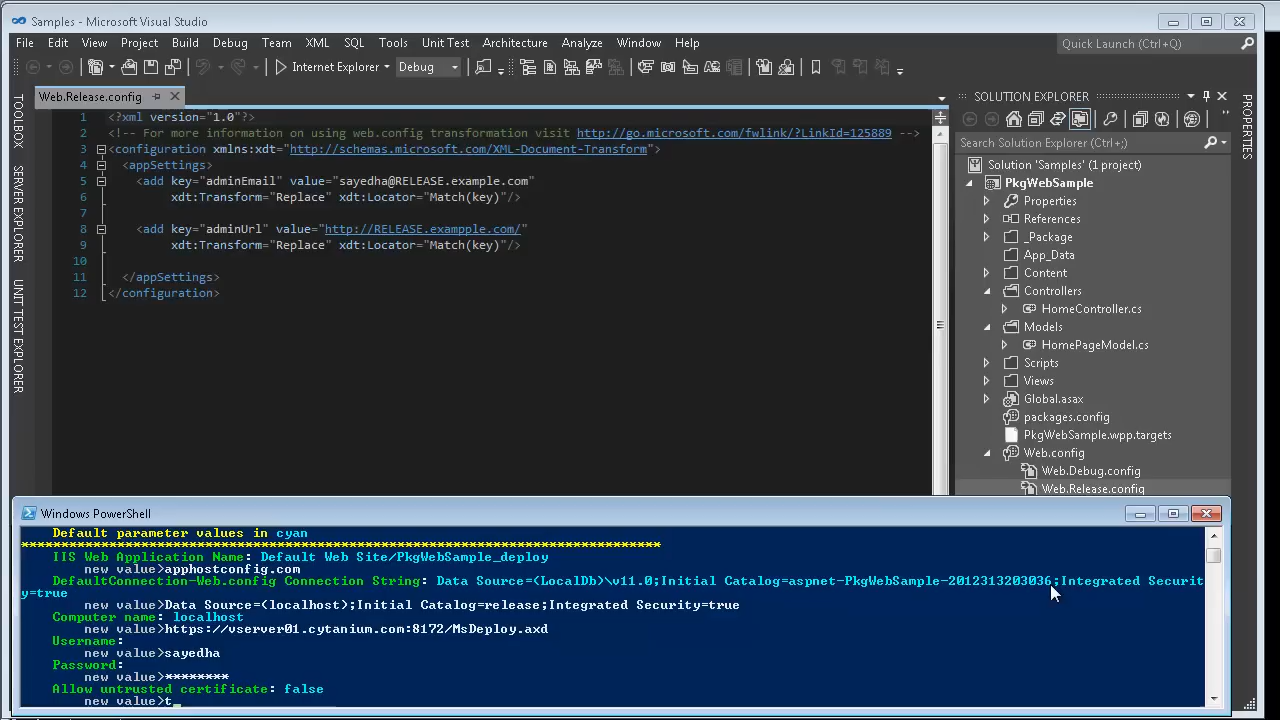 Samples - Microsoft Visual Studio
File Edit View Project Build Debug Team XML SQL Tools Unit Test Architecture Analyze Window Help
Quick Launch (Ctrl+;)
Internet Explorer Debug
TOOLBOX
SERVER EXPLORER
UNIT TEST EXPLORER
Web.Release.config
1 <?xml version="1.0"?>
2 <!-- For more information on using web.config transformation visit http://go.microsoft.com/fwlink/?LinkId=125889 -->
3 <configuration xmlns:xdt="http://schemas.microsoft.com/XML-Document-Transform">
4 <appSettings>
5 <add key="adminEmail" value="sayedha@RELEASE.example.com"
6 xdt:Transform="Replace" xdt:Locator="Match(key)"/>
7
8 <add key="adminUrl" value="http://RELEASE.exampple.com/"
9 xdt:Transform="Replace" xdt:Locator="Match(key)"/>
10
11 </appSettings>
12 </configuration>
SOLUTION EXPLORER
Search Solution Explorer (Ctrl+;)
Solution 'Samples' (1 project)
PkgWebSample
Properties
References
_Package
App_Data
Content
Controllers
HomeController.cs
Models
HomePageModel.cs
Scripts
Views
Global.asax
packages.config
PkgWebSample.wpp.targets
Web.config
Web.Debug.config
Web.Release.config
PROPERTIES
Windows PowerShell
Default parameter values in cyan
********************************************************************************
IIS Web Application Name: Default Web Site/PkgWebSample_deploy
new value>apphostconfig.com
DefaultConnection-Web.config Connection String: Data Source=(LocalDb)\v11.0;Initial Catalog=aspnet-PkgWebSample-2012313203036;Integrated Securit
y=true
new value>Data Source=(localhost);Initial Catalog=release;Integrated Security=true
Computer name: localhost
new value>https://vserver01.cytanium.com:8172/MsDeploy.axd
Username:
new value>sayedha
Password:
new value>********
Allow untrusted certificate: false
new value>t_